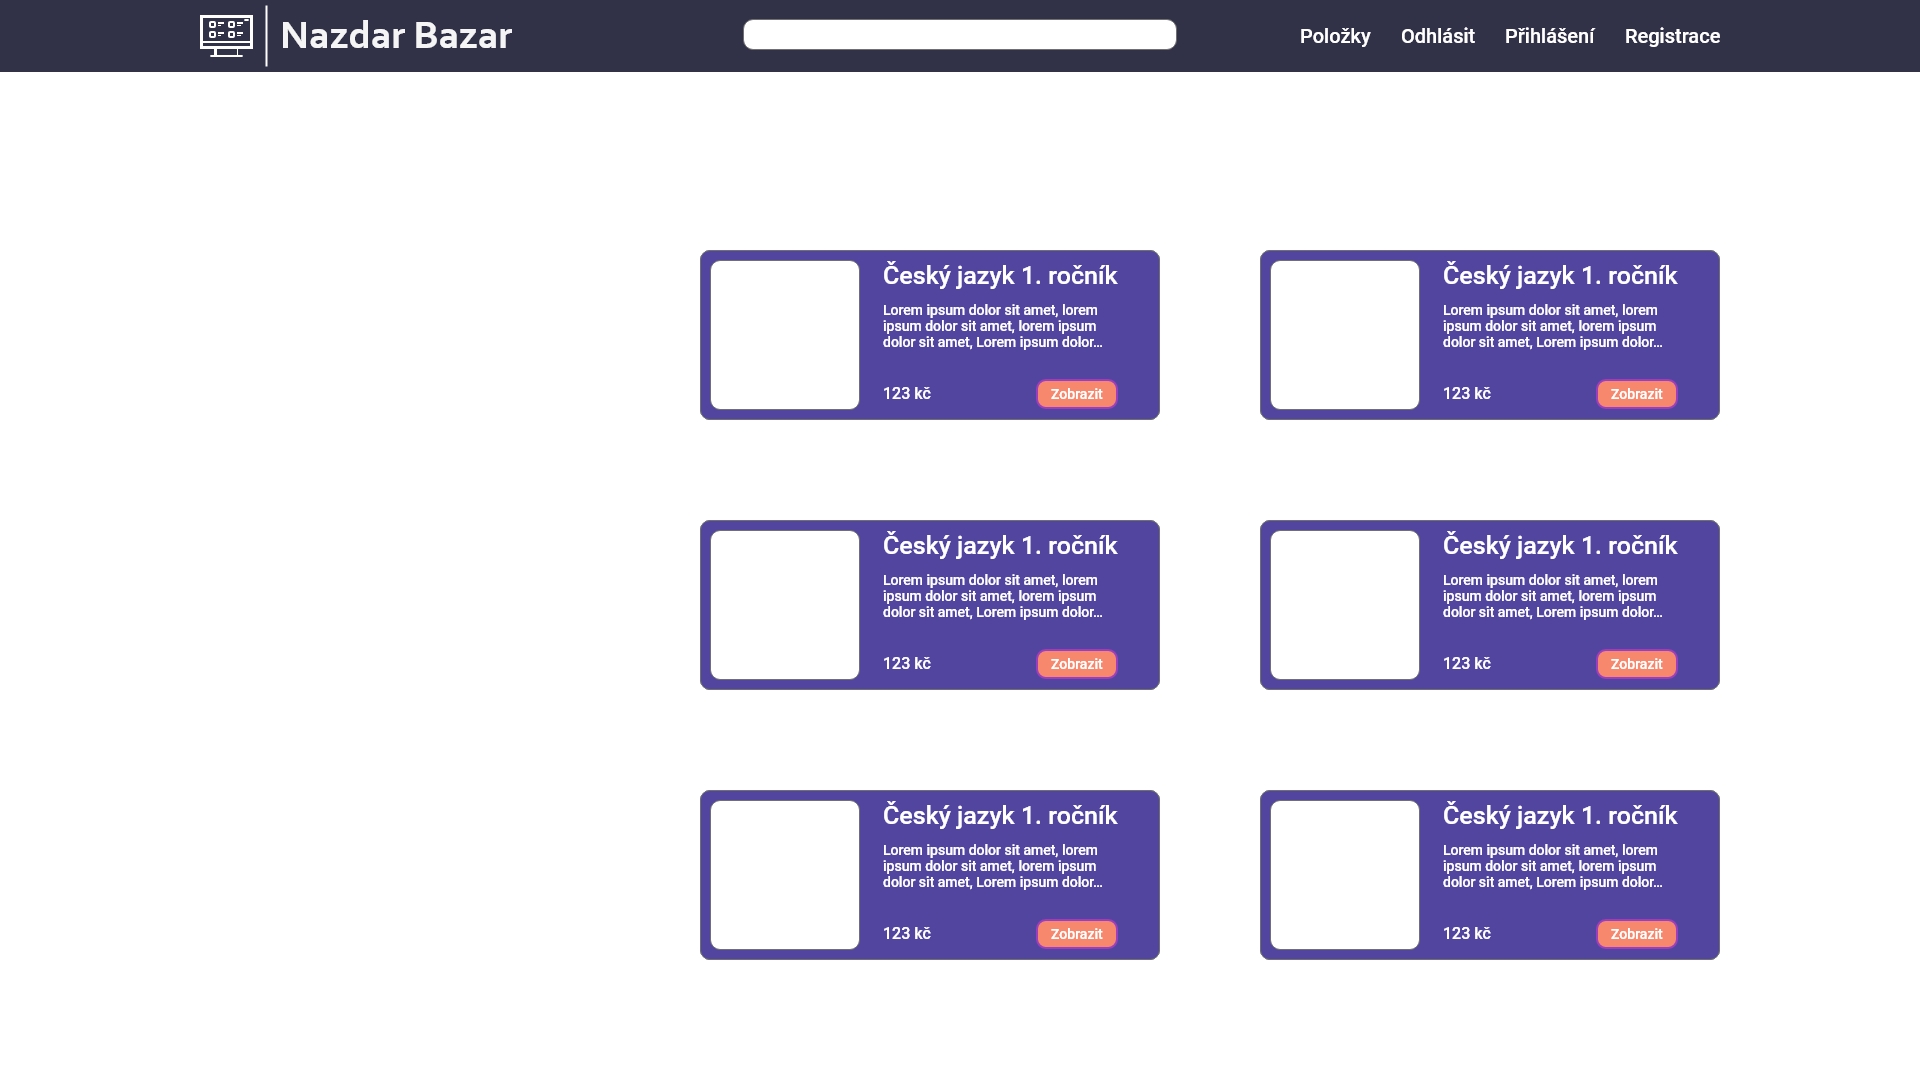 Nazdar Bazar
Položky Odhlásit Přihlášení Registrace
Český jazyk 1. ročník
Lorem ipsum dolor sit amet, lorem
ipsum dolor sit amet, lorem ipsum
dolor sit amet, Lorem ipsum dolor...
123 kč
Zobrazit
Český jazyk 1. ročník
Lorem ipsum dolor sit amet, lorem
ipsum dolor sit amet, lorem ipsum
dolor sit amet, Lorem ipsum dolor...
123 kč
Zobrazit
Český jazyk 1. ročník
Lorem ipsum dolor sit amet, lorem
ipsum dolor sit amet, lorem ipsum
dolor sit amet, Lorem ipsum dolor...
123 kč
Zobrazit
Český jazyk 1. ročník
Lorem ipsum dolor sit amet, lorem
ipsum dolor sit amet, lorem ipsum
dolor sit amet, Lorem ipsum dolor...
123 kč
Zobrazit
Český jazyk 1. ročník
Lorem ipsum dolor sit amet, lorem
ipsum dolor sit amet, lorem ipsum
dolor sit amet, Lorem ipsum dolor...
123 kč
Zobrazit
Český jazyk 1. ročník
Lorem ipsum dolor sit amet, lorem
ipsum dolor sit amet, lorem ipsum
dolor sit amet, Lorem ipsum dolor...
123 kč
Zobrazit